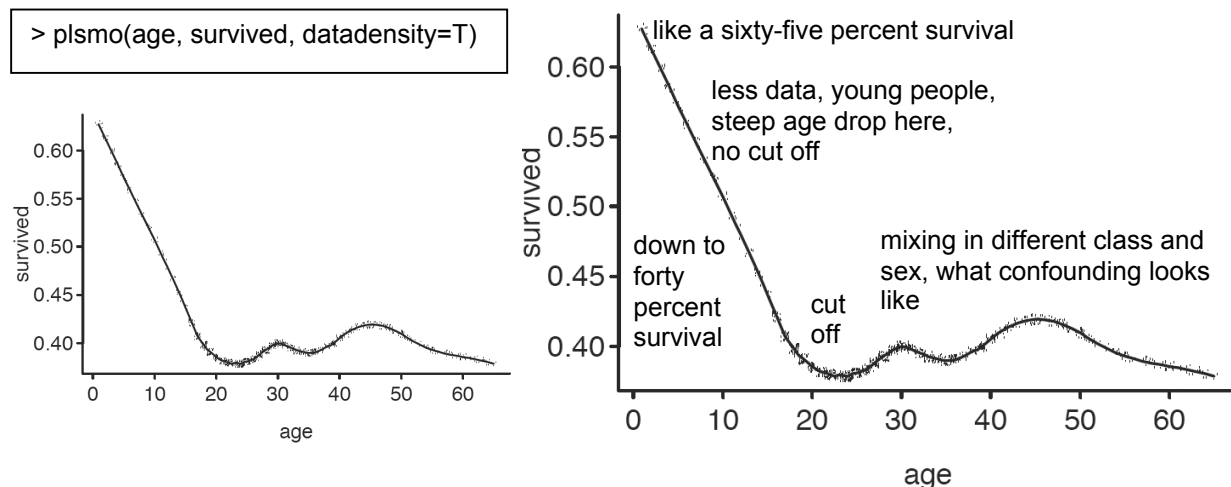 > plsmo(age, survived, datadensity=T)
0.60
0.55
0.50
0.45
0.40
survived
0 10 20 30 40 50 60
age
like a sixty-five percent survival
less data, young people,
steep age drop here,
no cut off
mixing in different class and
sex, what confounding looks
like
down to
forty
percent
survival
cut
off
0.60
0.55
0.50
0.45
0.40
survived
0 10 20 30 40 50 60
age